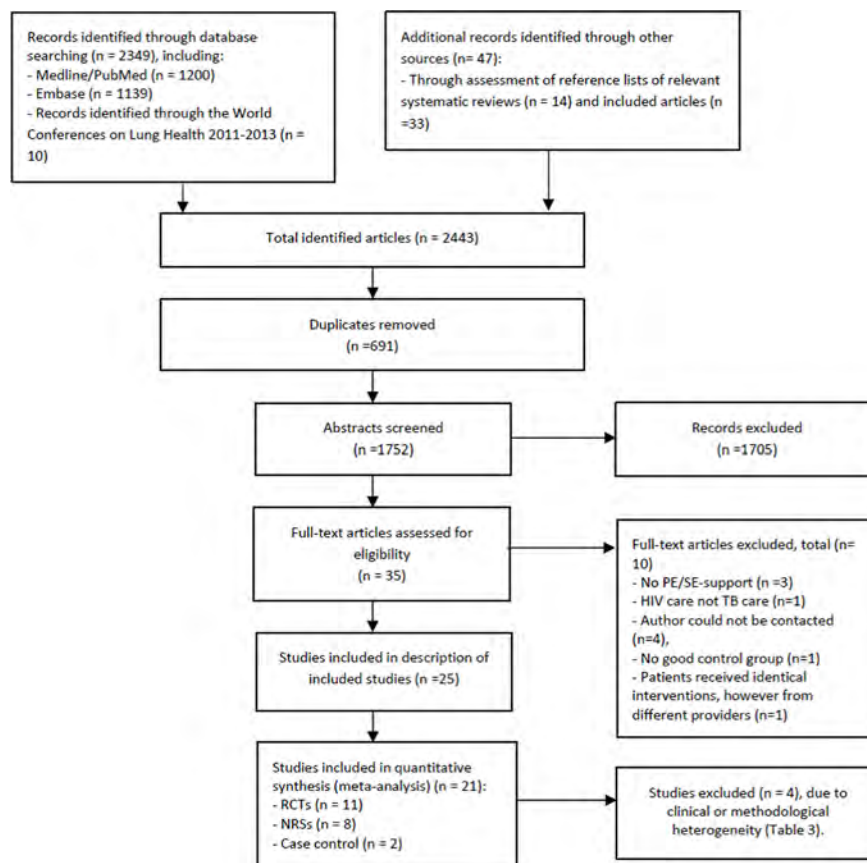 Records identified through database
searching (n = 2349), including:
- Medline/PubMed (n = 1200)
- Embase (n = 1139)
- Records identified through the World
Conferences on Lung Health 2011-2013 (n =
10)
Additional records identified through other
sources (n= 47):
- Through assessment of reference lists of relevant
systematic reviews (n = 14) and included articles (n
=33)
Total identified articles (n = 2443)
Duplicates removed
(n =691)
Abstracts screened
(n =1752)
Records excluded
(n =1705)
Full-text articles assessed for
eligibility
(n = 35)
Full-text articles excluded, total (n=
10)
- No PE/SE-support (n =3)
- HIV care not TB care (n=1)
- Author could not be contacted
(n=4),
- No good control group (n=1)
- Patients received identical
interventions, however from
different providers (n=1)
Studies included in description of
included studies (n =25)
Studies included in quantitative
synthesis (meta-analysis) (n = 21):
- RCTs = 11)
- NRSs = 8)
- Case control (n = 2)
Studies excluded (n = 4), due to
clinical or methodological
heterogeneity (Table 3).